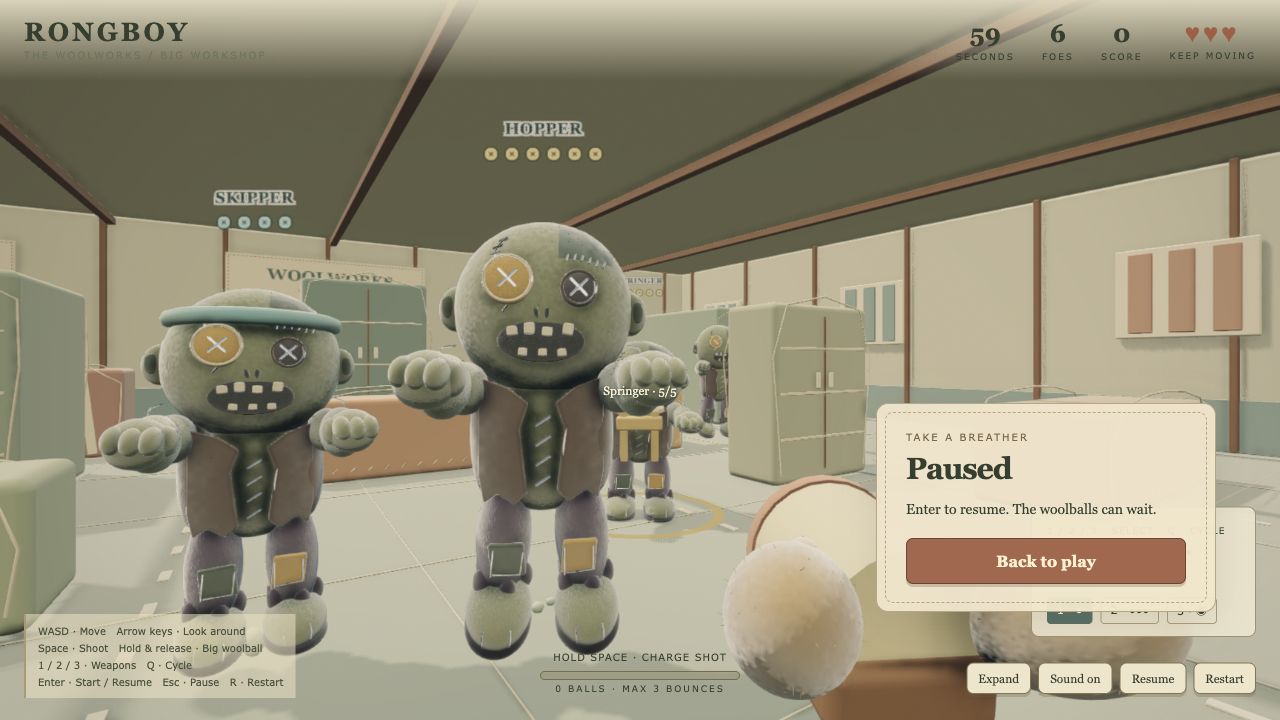 RONGBOY
THE WOOLWORKS / BIG WORKSHOP
59
SECONDS
6
FOES
0
SCORE
♥♥♥
KEEP MOVING
HOPPER
SKIPPER
WOOLWORKS
Springer · 5/5
TAKE A BREATHER
Paused
Enter to resume. The woolballs can wait.
Back to play
WASD · Move Arrow keys · Look around
Space · Shoot Hold & release · Big woolball
1 / 2 / 3 · Weapons Q · Cycle
Enter · Start / Resume Esc · Pause R · Restart
HOLD SPACE · CHARGE SHOT
0 BALLS · MAX 3 BOUNCES
Expand
Sound on
Resume
Restart